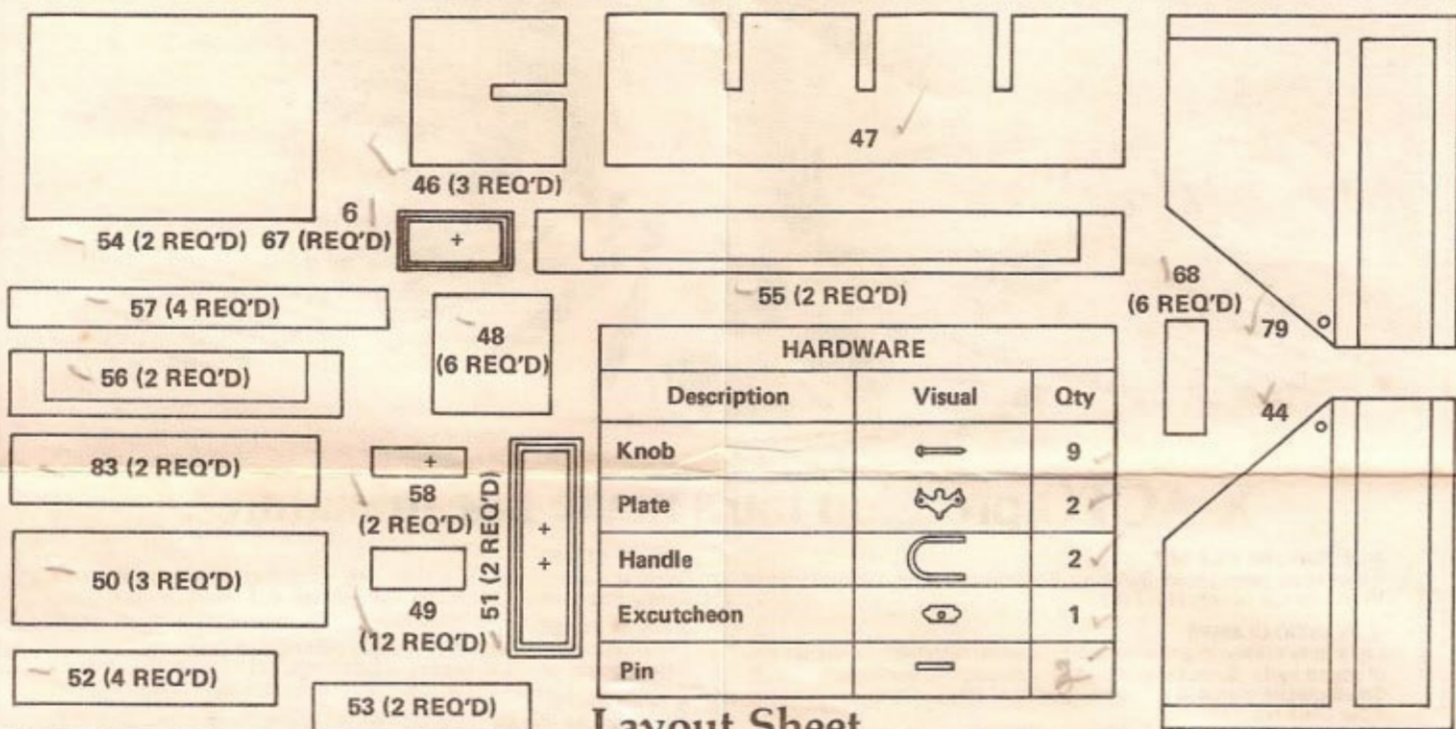 46 (3 REQ'D)
47
54 (2 REQ'D)
6
67 (REQ'D)
55 (2 REQ'D)
68
(6 REQ'D)
57 (4 REQ'D)
48
(6 REQ'D)
79
56 (2 REQ'D)
44
83 (2 REQ'D)
58
(2 REQ'D)
51 (2 REQ'D)
50 (3 REQ'D)
49
(12 REQ'D)
52 (4 REQ'D)
53 (2 REQ'D)
HARDWARE
Description Visual Qty
Knob 9
Plate 2
Handle 2
Excutcheon 1
Pin 2
Layout Sheet